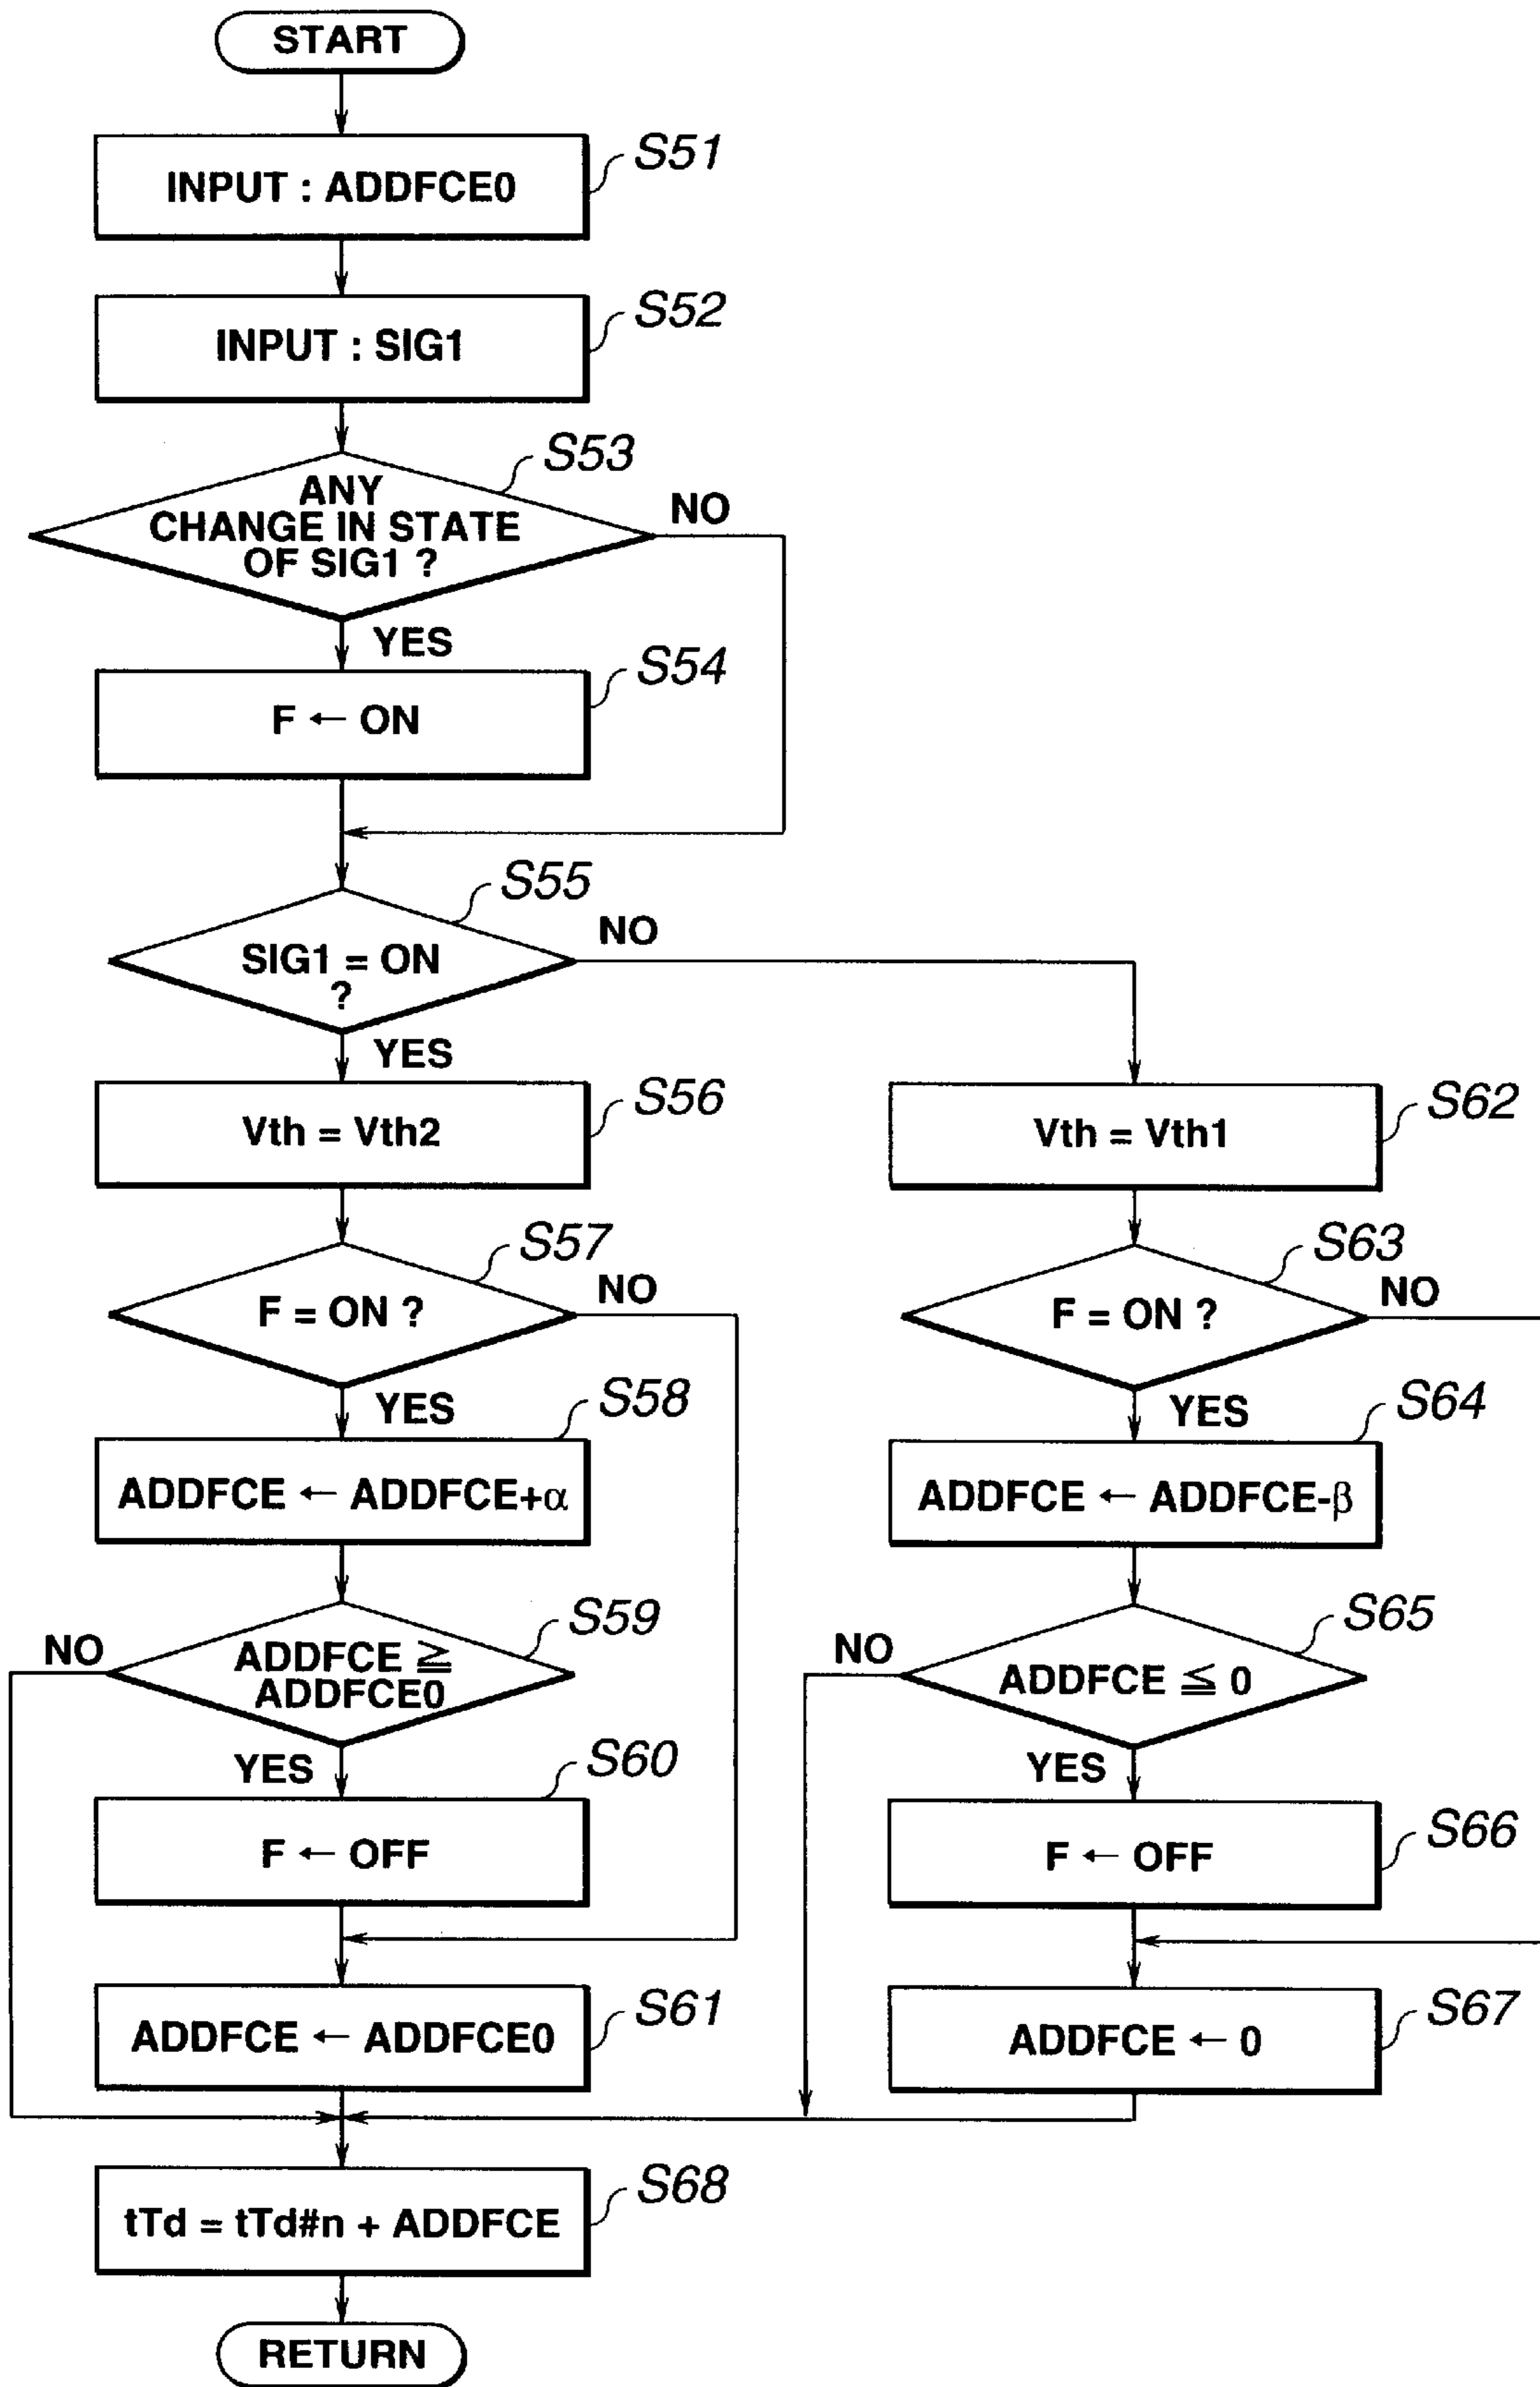 START
INPUT : ADDFCE0
S51
INPUT : SIG1
S52
ANY
CHANGE IN STATE
OF SIG1 ?
S53
NO
YES
F ← ON
S54
SIG1 = ON
?
S55
NO
YES
Vth = Vth2
S56
F = ON ?
S57
NO
YES
ADDFCE ← ADDFCE+α
S58
ADDFCE ≧
ADDFCE0
S59
NO
YES
F ← OFF
S60
ADDFCE ← ADDFCE0
S61
Vth = Vth1
S62
F = ON ?
S63
NO
YES
ADDFCE ← ADDFCE-β
S64
ADDFCE ≦ 0
S65
NO
YES
F ← OFF
S66
ADDFCE ← 0
S67
tTd = tTd#n + ADDFCE
S68
RETURN